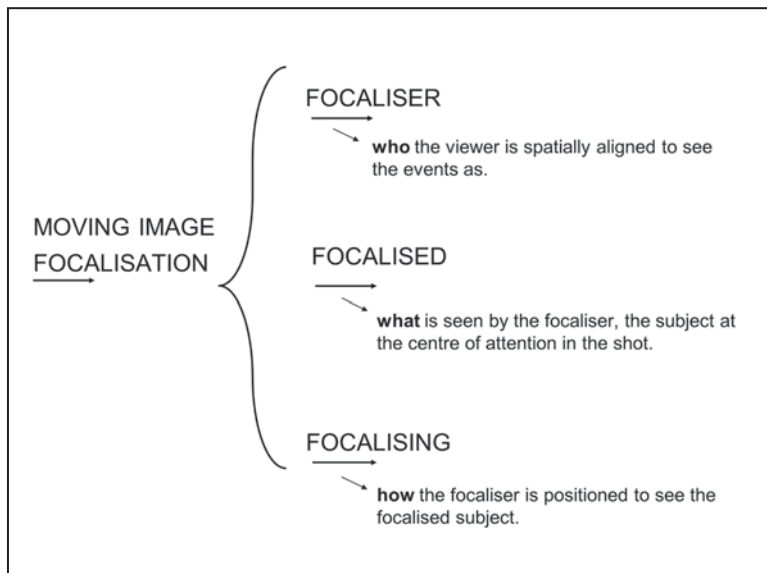 FOCALISER
who the viewer is spatially aligned to see
the events as.
MOVING IMAGE
FOCALISATION
FOCALISED
what is seen by the focaliser, the subject at
the centre of attention in the shot.
FOCALISING
how the focaliser is positioned to see the
focalised subject.